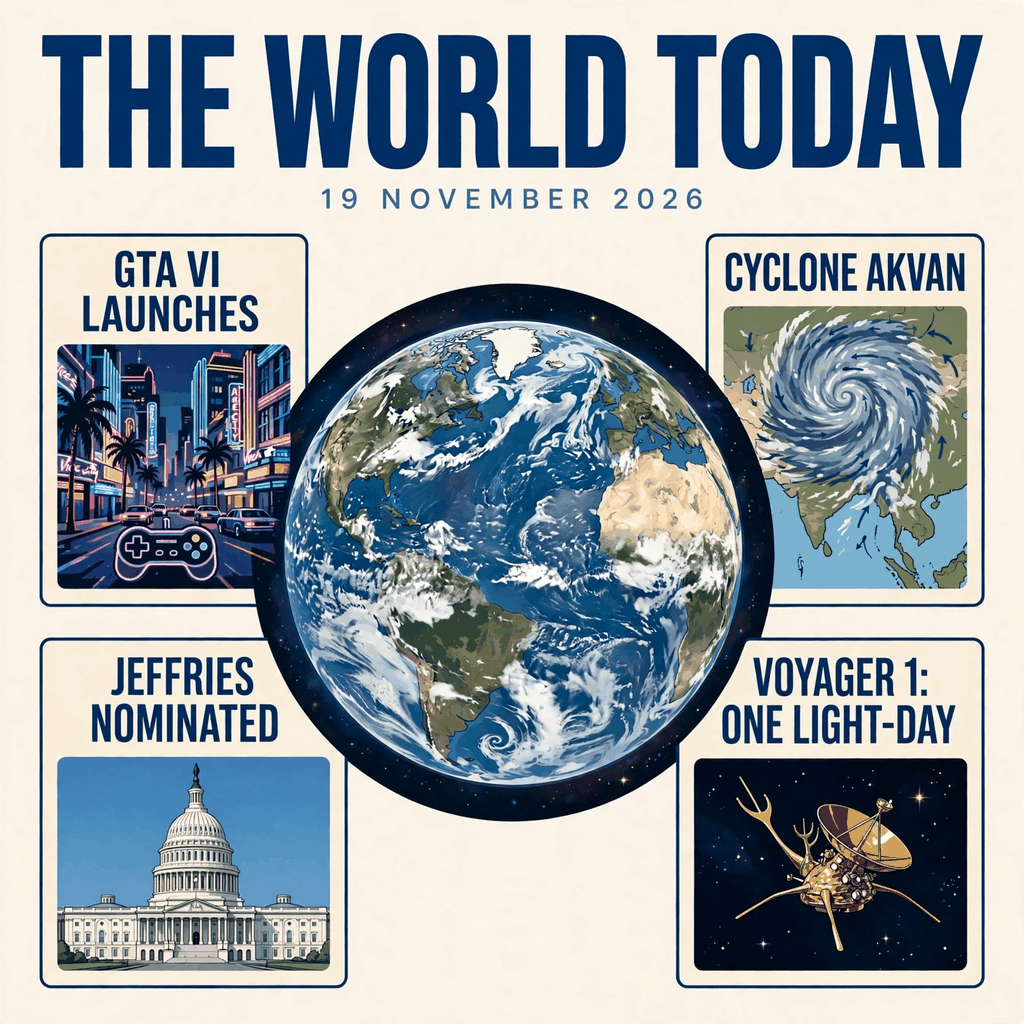 THE WORLD TODAY
19 NOVEMBER 2026
GTA VI
LAUNCHES
CYCLONE AKVAN
JEFFRIES
NOMINATED
VOYAGER 1:
ONE LIGHT-DAY